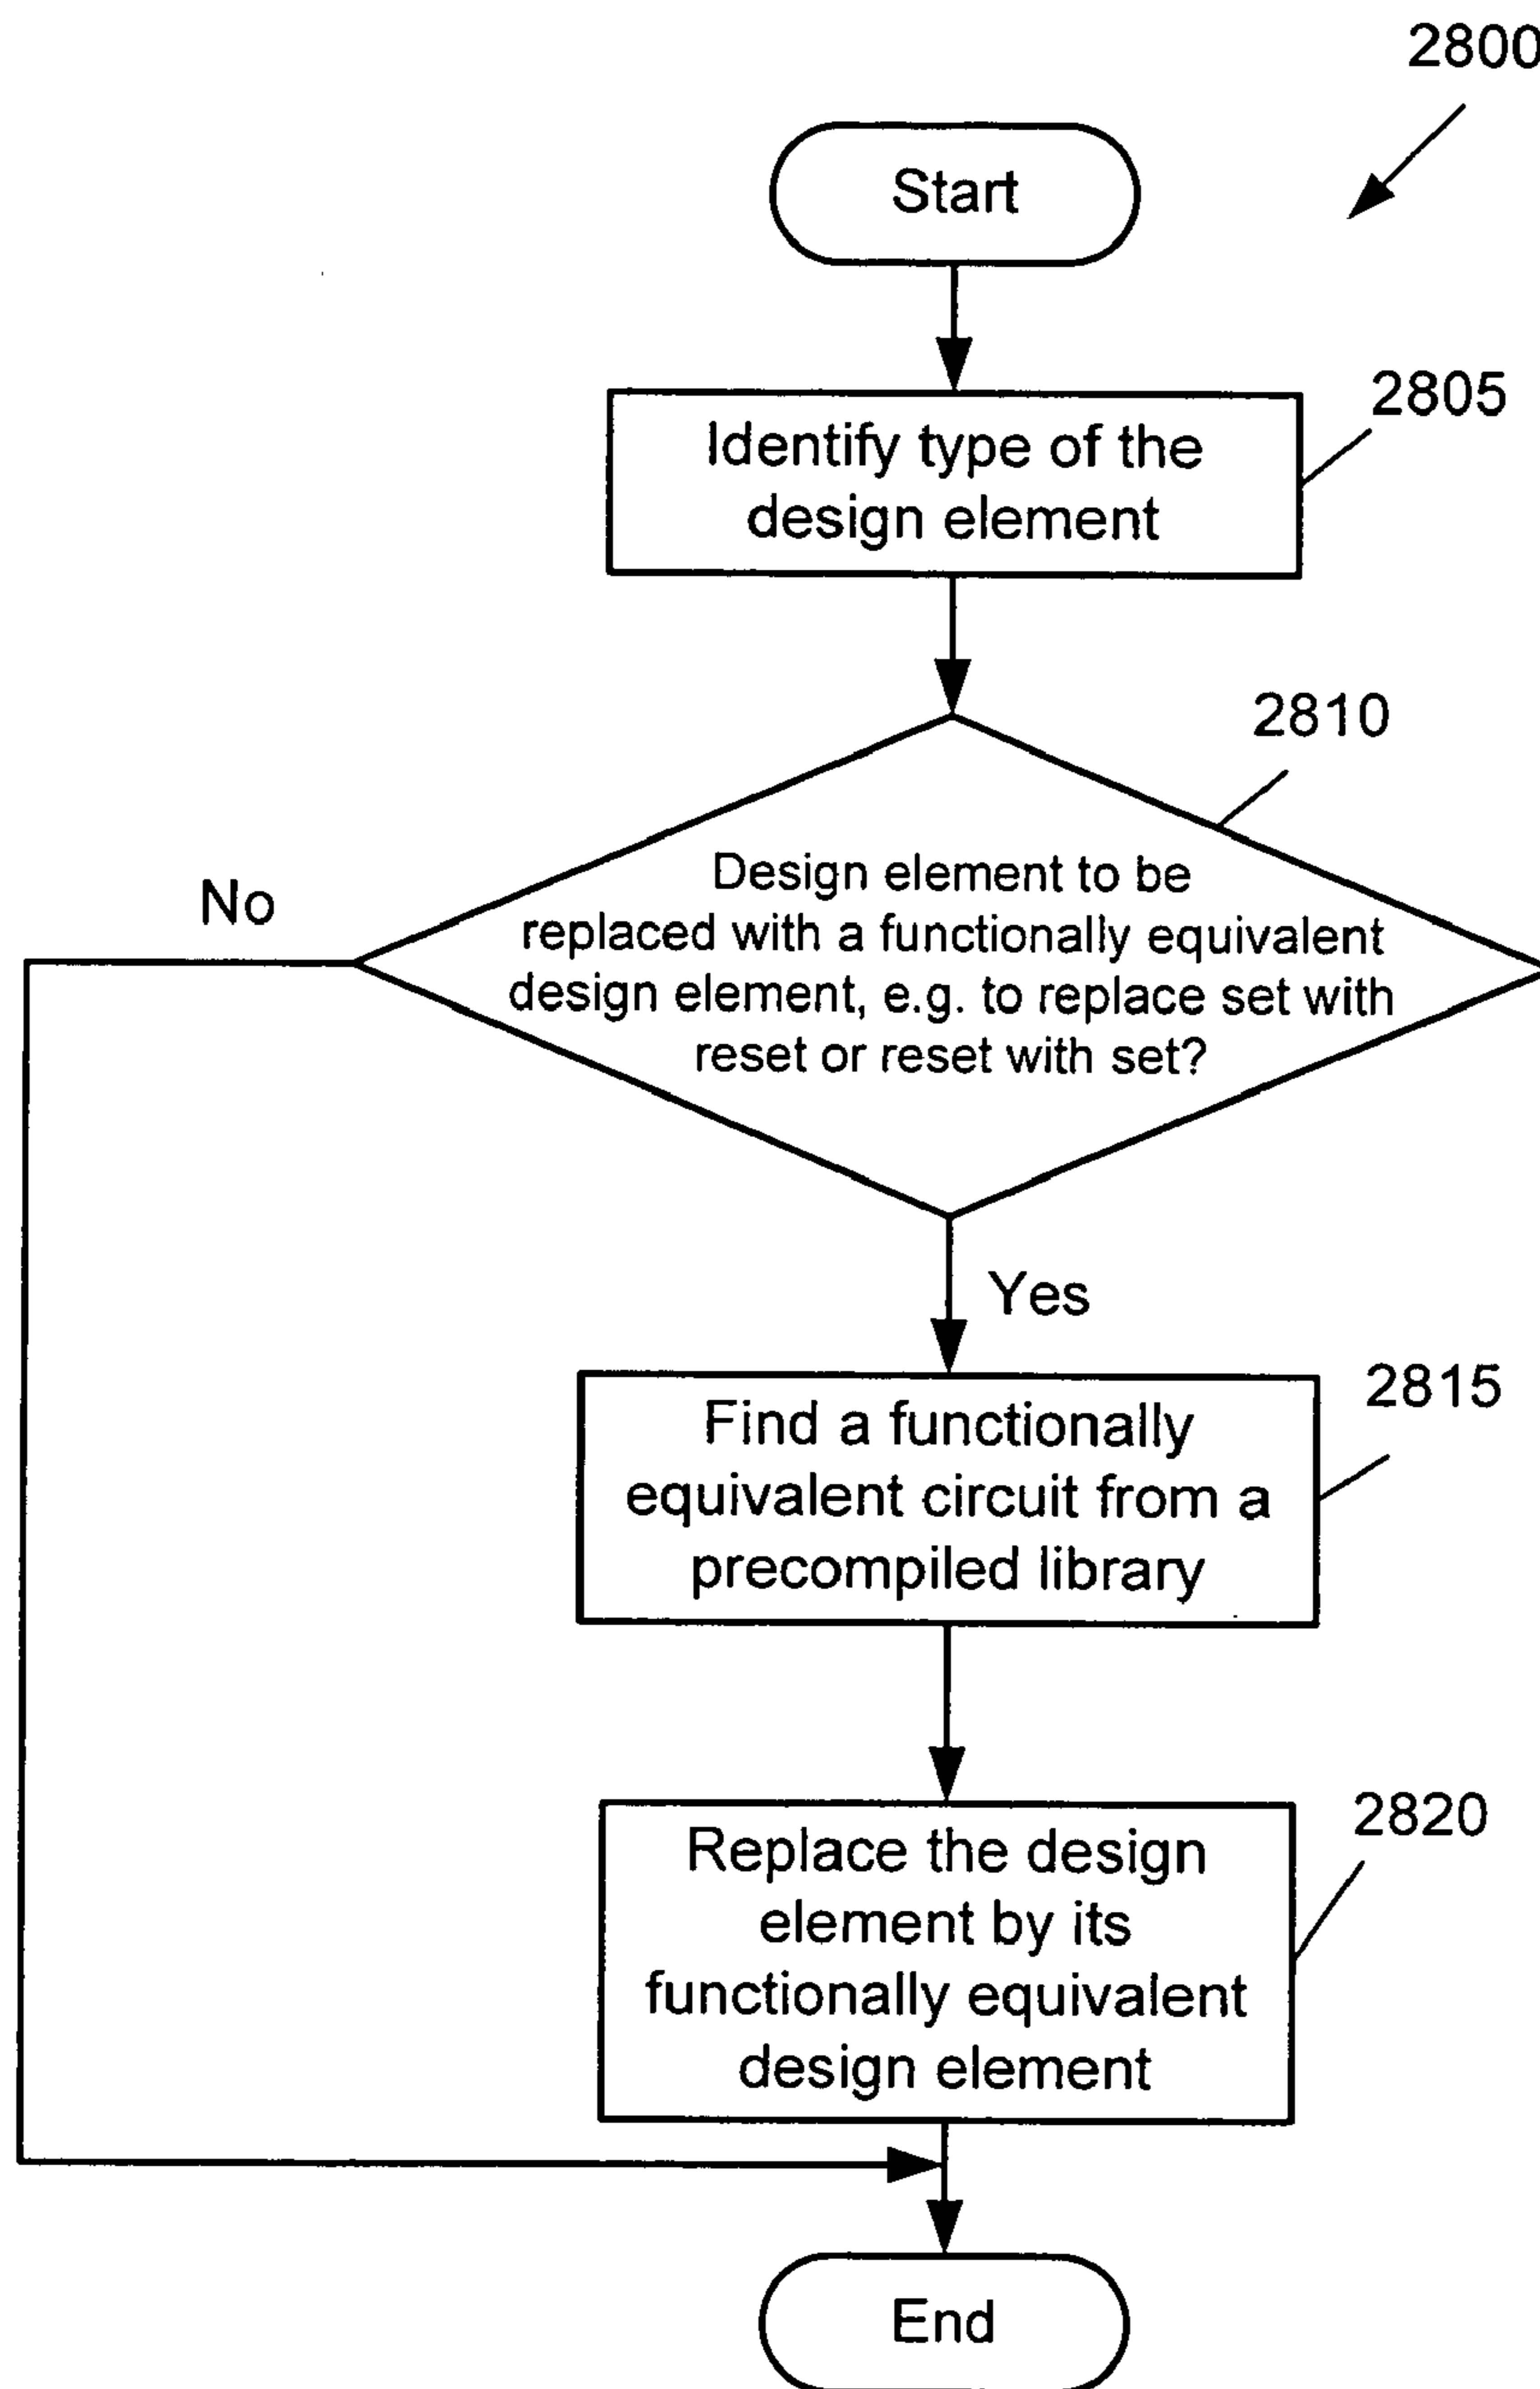 2800
Start
2805
Identify type of the
design element
2810
Design element to be
replaced with a functionally equivalent
design element, e.g. to replace set with
reset or reset with set?
No
Yes
2815
Find a functionally
equivalent circuit from a
precompiled library
2820
Replace the design
element by its
functionally equivalent
design element
End